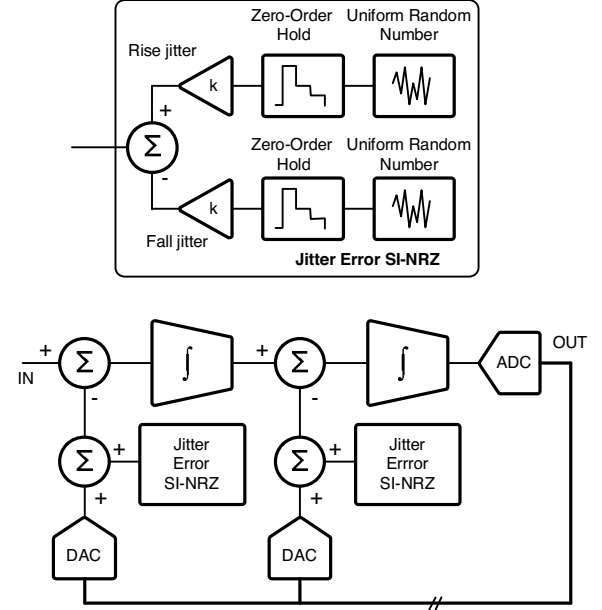 Zero-Order
Hold
Uniform Random
Number
Rise jitter
k
+
Σ
-
Zero-Order
Hold
Uniform Random
Number
k
Fall jitter
Jitter Error SI-NRZ
+
IN
Σ
∫
+
Σ
∫
ADC
OUT
-
-
Σ
+
Jitter
Error
SI-NRZ
Σ
+
Jitter
Errror
SI-NRZ
+
+
DAC
DAC
//